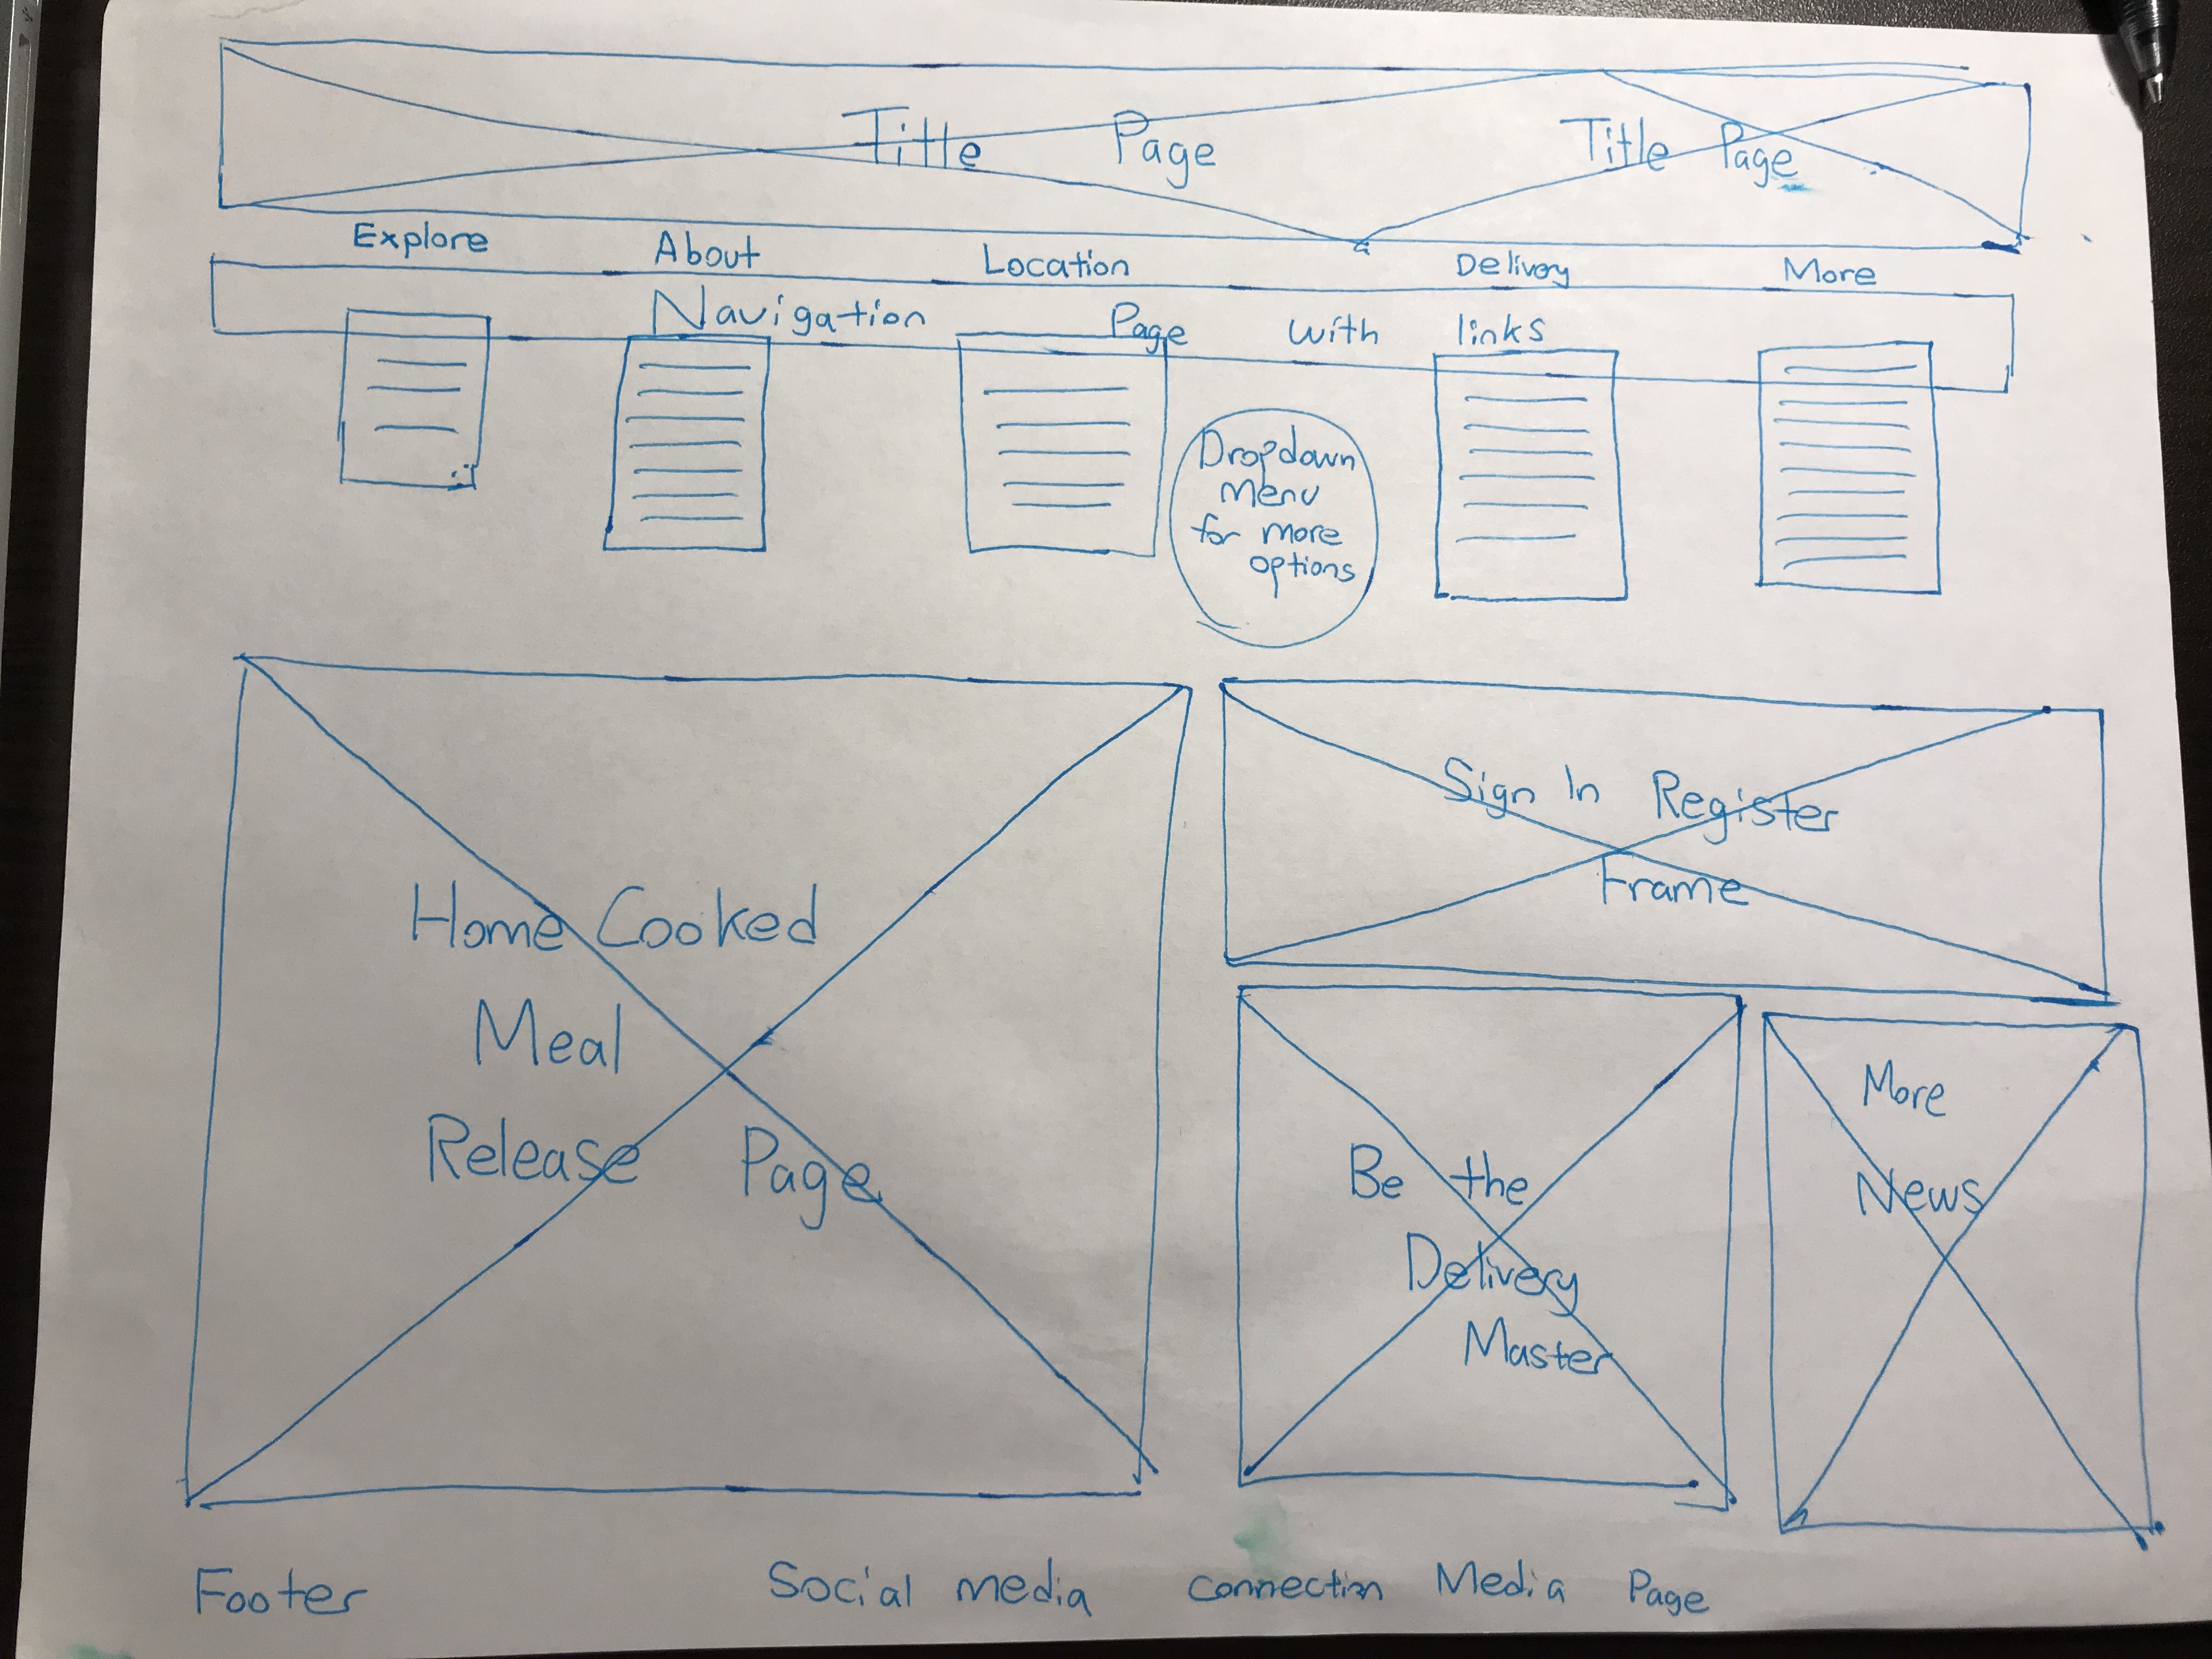 Title Page Title Page
Explore About Location Delivery More
Navigation Page with links
Dropdown
Menu
for more
options
Home Cooked
Meal
Release Page
Sign In Register
Frame
Be the
Delivery
Master
More
News
Footer Social media connection Media Page